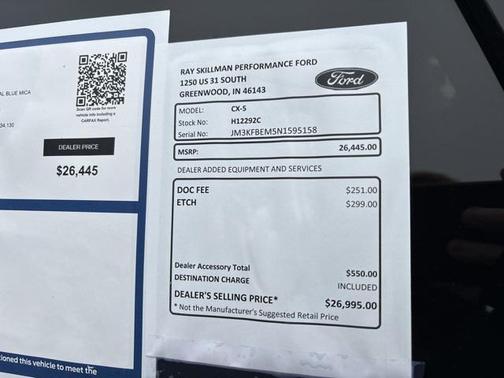 AL BLUE MICA
04,130
Scan QR code for more
vehicle info including a
CARFAX Report.
DEALER PRICE
$26,445
tioned this vehicle to meet the
RAY SKILLMAN PERFORMANCE FORD
1250 US 31 SOUTH
GREENWOOD, IN 46143
Ford
MODEL: CX-5
Stock No: H12292C
Serial No: JM3KFBEM5N1595158
MSRP: 26,445.00
DEALER ADDED EQUIPMENT AND SERVICES
DOC FEE $251.00
ETCH $299.00
Dealer Accessory Total $550.00
DESTINATION CHARGE INCLUDED
DEALER'S SELLING PRICE* $26,995.00
* Not the Manufacturer's Suggested Retail Price